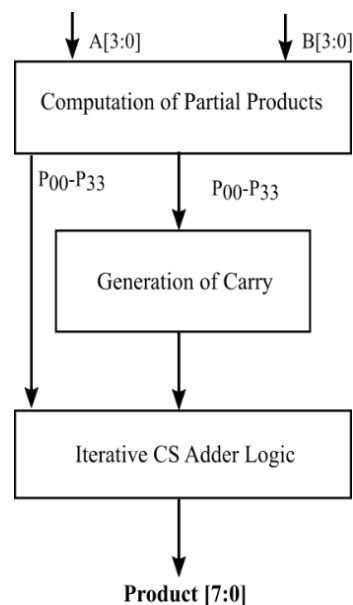 A[3:0]
B[3:0]
Computation of Partial Products
P00-P33
P00-P33
Generation of Carry
Iterative CS Adder Logic
Product [7:0]